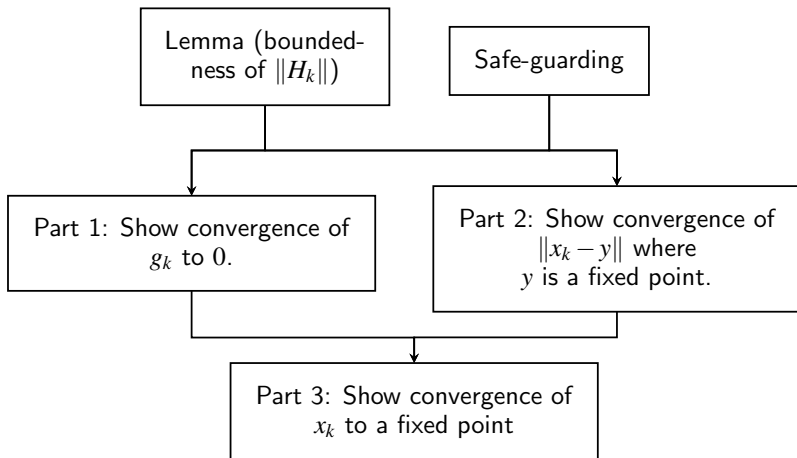 Lemma (bounded-
ness of ‖H_k‖)
Safe-guarding
Part 1: Show convergence of
g_k to 0.
Part 2: Show convergence of
‖x_k − y‖ where
y is a fixed point.
Part 3: Show convergence of
x_k to a fixed point